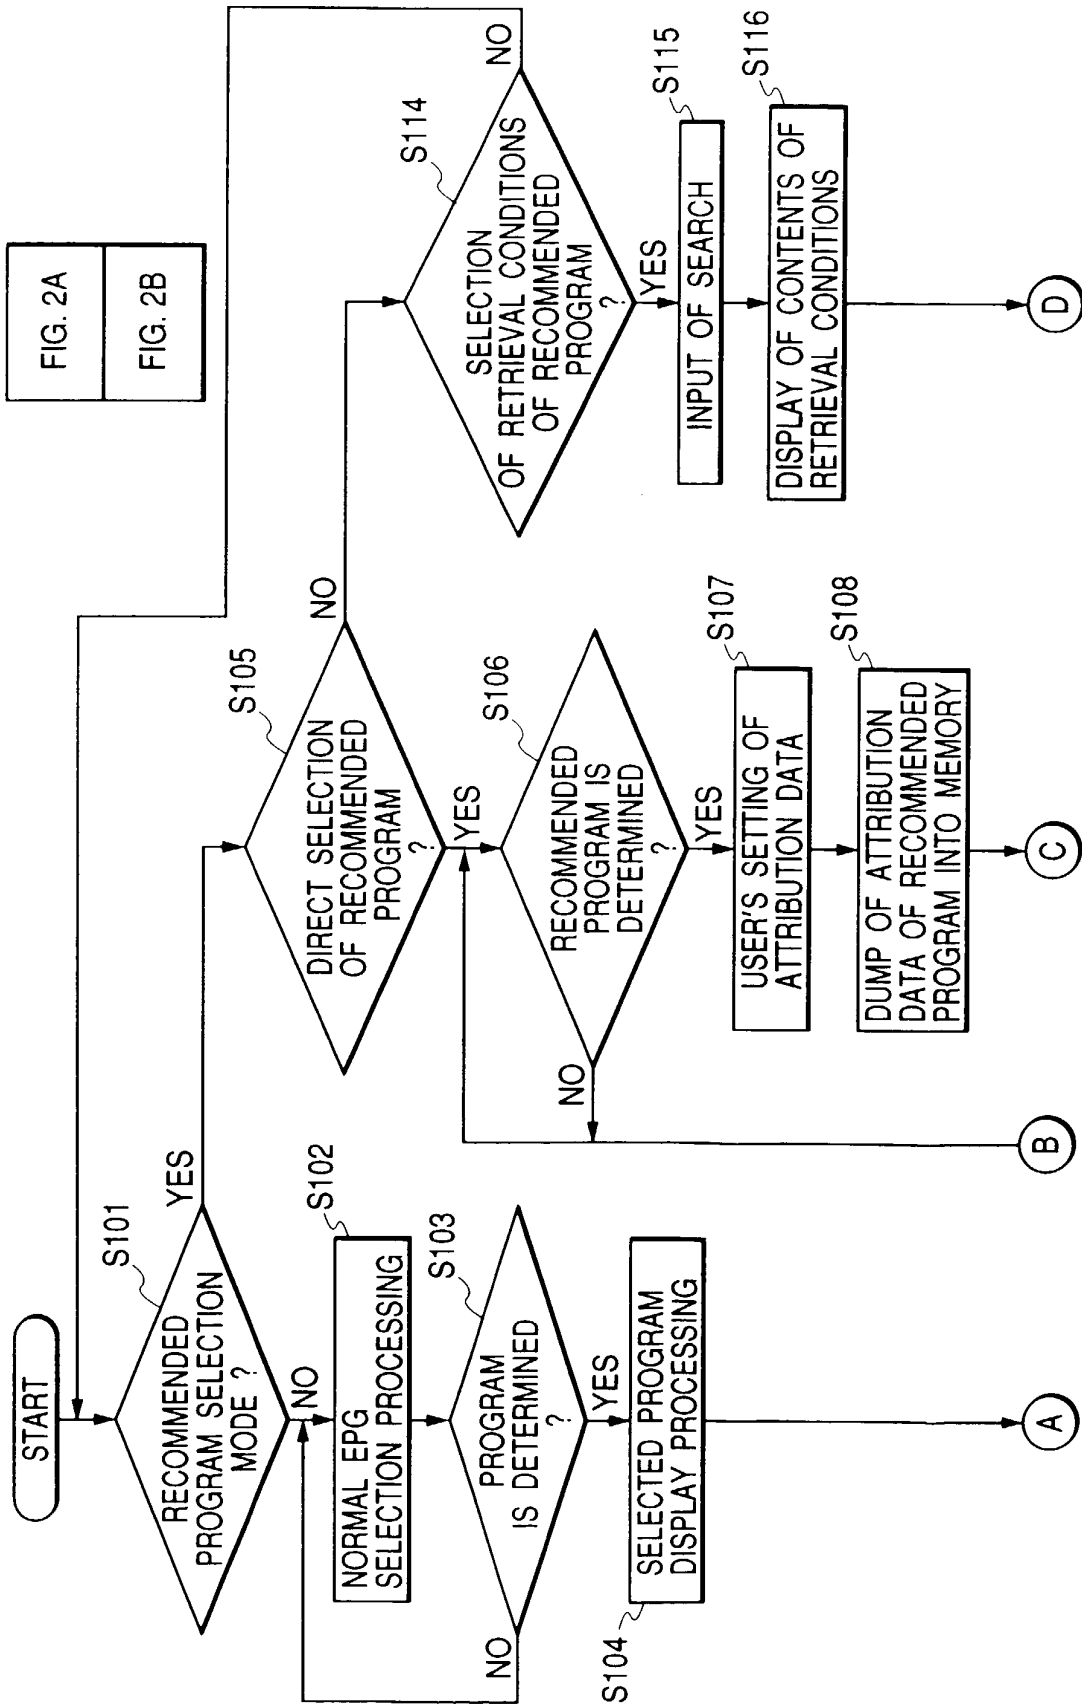 FIG. 2A
FIG. 2B
START
RECOMMENDED
PROGRAM SELECTION
MODE ?
S101
YES
NO
NORMAL EPG
SELECTION PROCESSING
S102
PROGRAM
IS DETERMINED
?
S103
NO
YES
SELECTED PROGRAM
DISPLAY PROCESSING
S104
A
DIRECT SELECTION
OF RECOMMENDED
PROGRAM
?
S105
NO
YES
RECOMMENDED
PROGRAM IS
DETERMINED
?
S106
NO
YES
USER'S SETTING OF
ATTRIBUTION DATA
S107
DUMP OF ATTRIBUTION
DATA OF RECOMMENDED
PROGRAM INTO MEMORY
S108
B
C
SELECTION
OF RETRIEVAL CONDITIONS
OF RECOMMENDED
PROGRAM
?
S114
NO
YES
INPUT OF SEARCH
S115
DISPLAY OF CONTENTS OF
RETRIEVAL CONDITIONS
S116
D